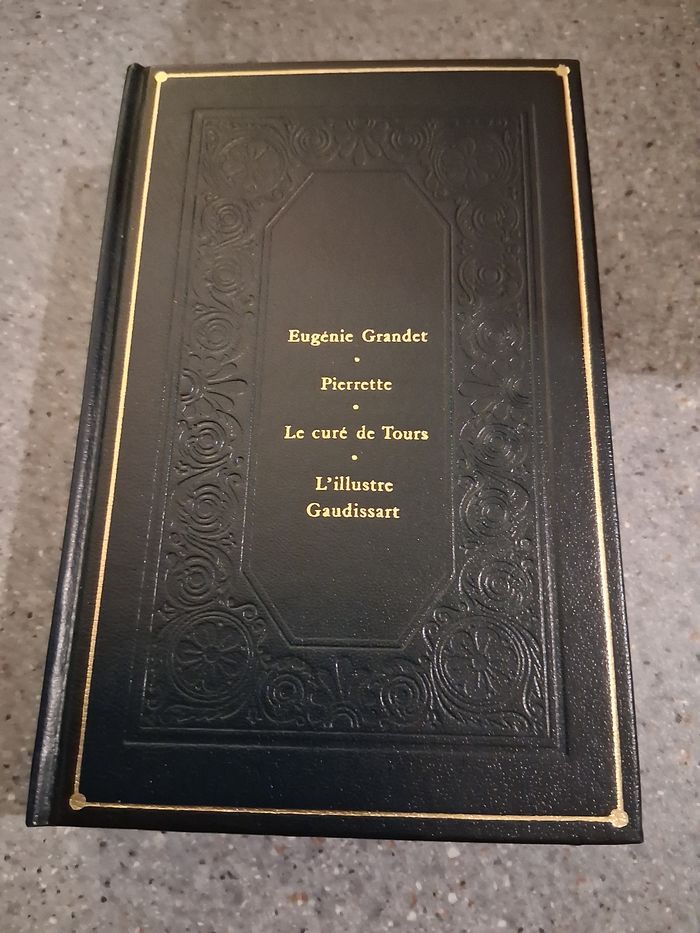 Eugénie Grandet
•
Pierrette
•
Le curé de Tours
•
L'illustre
Gaudissart